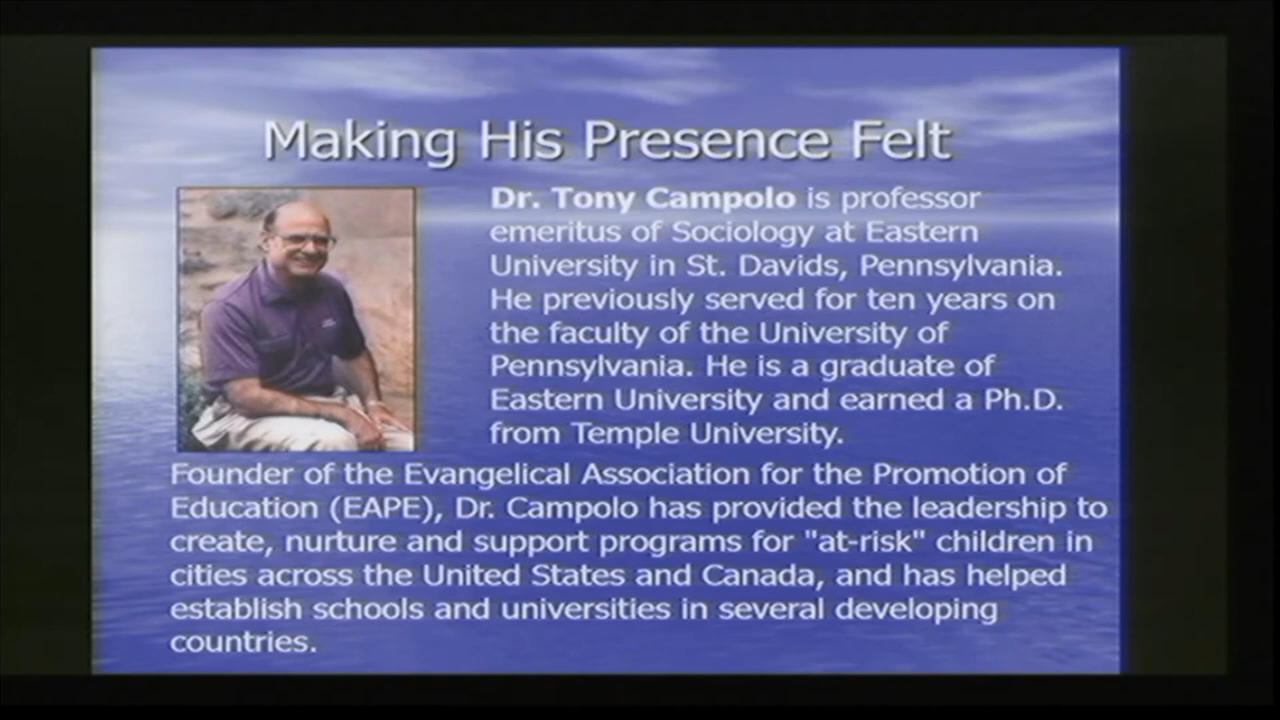 Making His Presence Felt
Dr. Tony Campolo is professor
emeritus of Sociology at Eastern
University in St. Davids, Pennsylvania.
He previously served for ten years on
the faculty of the University of
Pennsylvania. He is a graduate of
Eastern University and earned a Ph.D.
from Temple University.
Founder of the Evangelical Association for the Promotion of
Education (EAPE), Dr. Campolo has provided the leadership to
create, nurture and support programs for "at-risk" children in
cities across the United States and Canada, and has helped
establish schools and universities in several developing
countries.